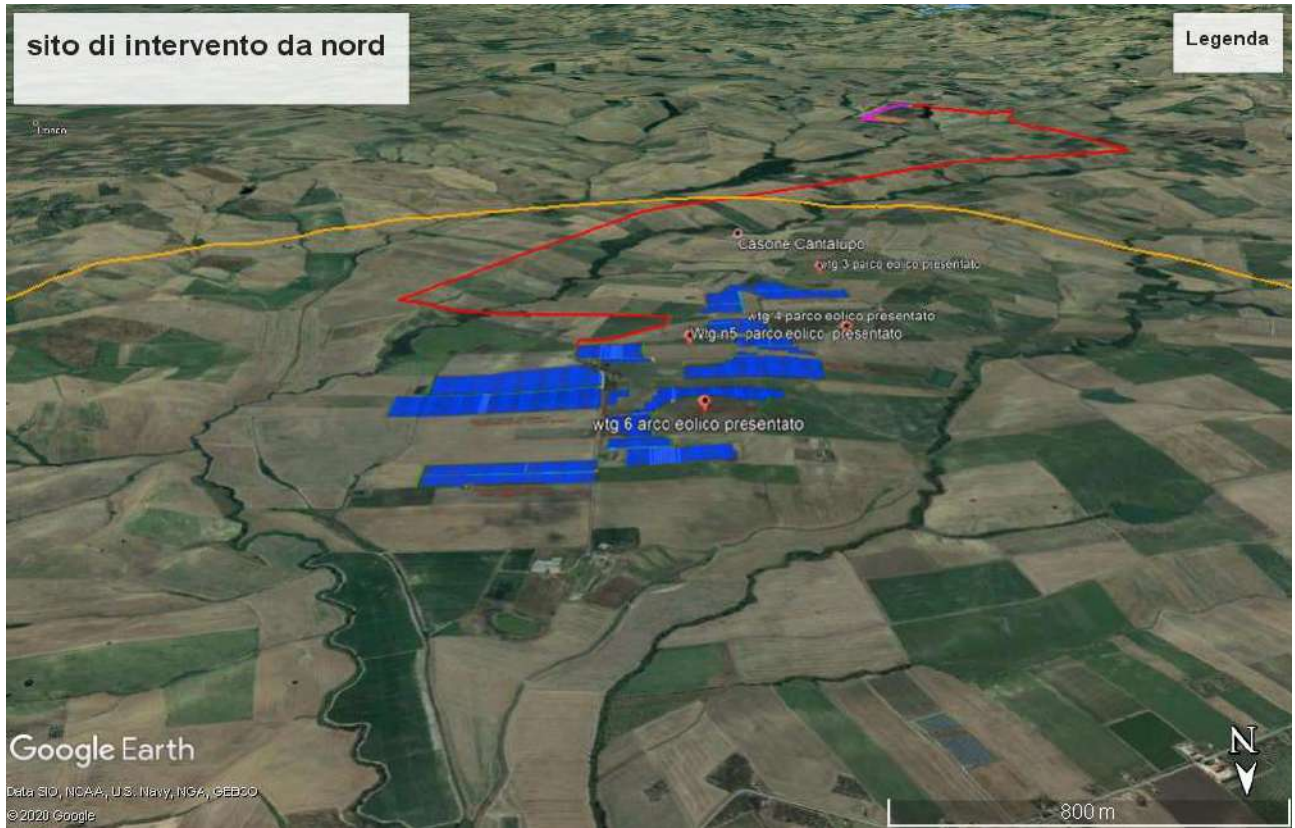 sito di intervento da nord
Legenda
Casone Cantalupo
wtg 3 parco eolico presentato
wtg 4 parco eolico presentato
Wtg n5 parco eolico presentato
wtg 6 arco eolico presentato
Google Earth
N
Data SIO, NOAA, U.S. Navy, NGA, GEBCO
© 2020 Google
800 m